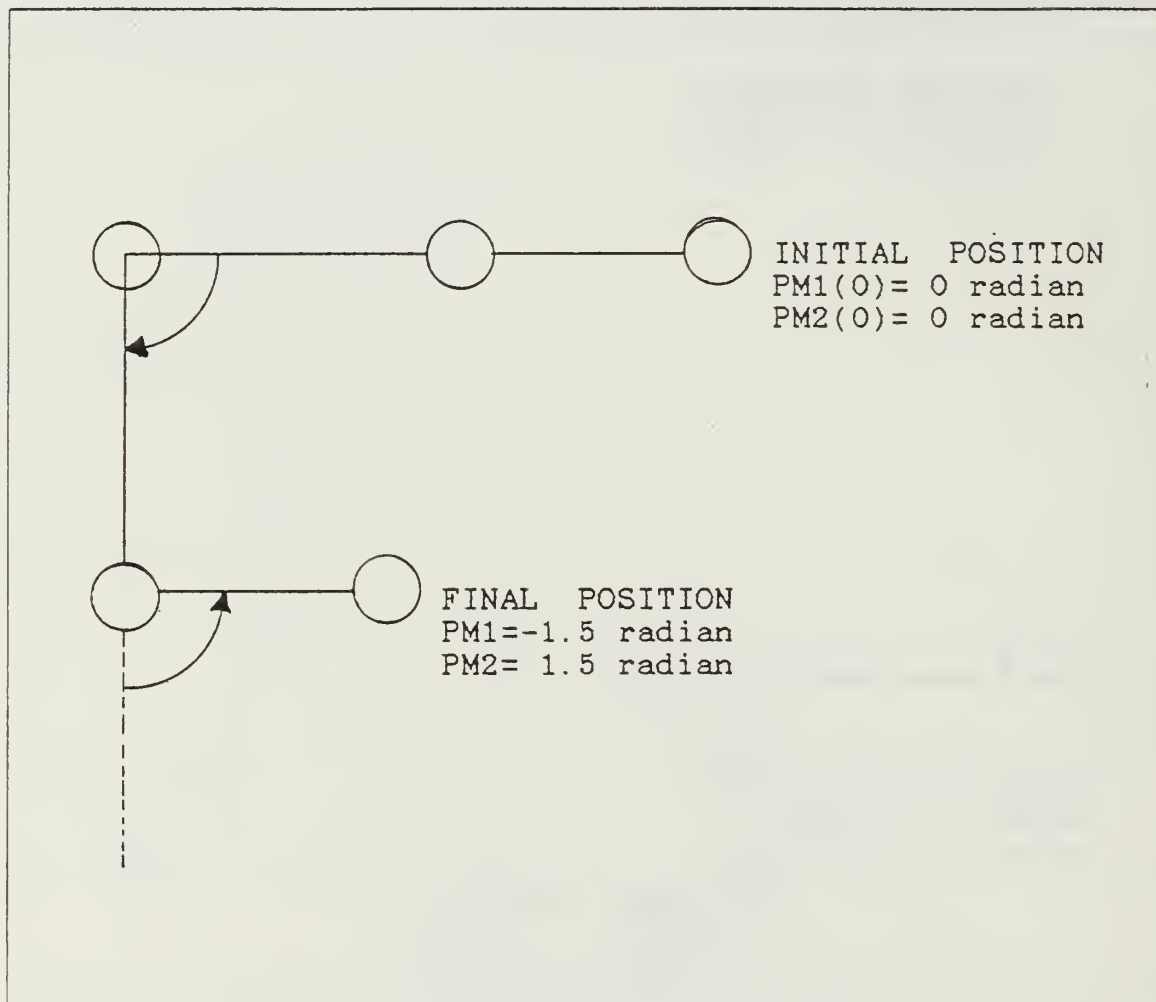 INITIAL POSITION
PM1(0)= 0 radian
PM2(0)= 0 radian
FINAL POSITION
PM1=-1.5 radian
PM2= 1.5 radian